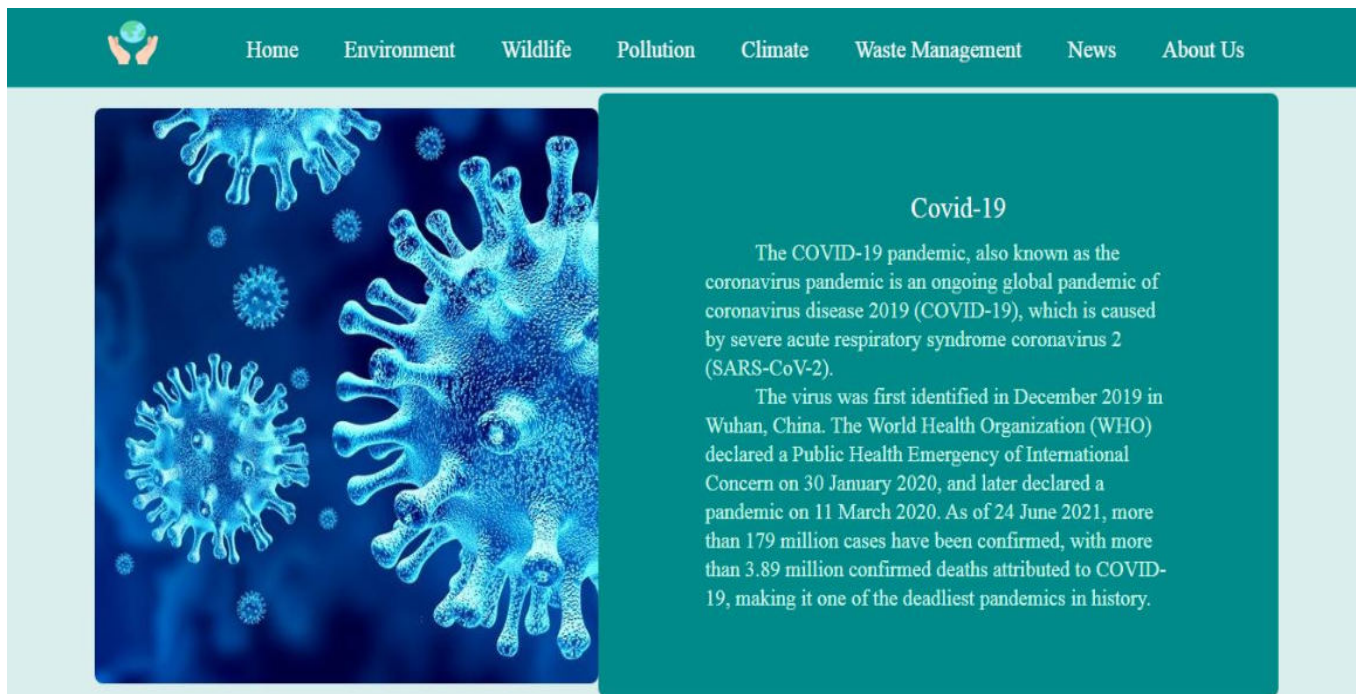 Home Environment Wildlife Pollution Climate Waste Management News About Us
Covid-19
The COVID-19 pandemic, also known as the
coronavirus pandemic is an ongoing global pandemic of
coronavirus disease 2019 (COVID-19), which is caused
by severe acute respiratory syndrome coronavirus 2
(SARS-CoV-2).
The virus was first identified in December 2019 in
Wuhan, China. The World Health Organization (WHO)
declared a Public Health Emergency of International
Concern on 30 January 2020, and later declared a
pandemic on 11 March 2020. As of 24 June 2021, more
than 179 million cases have been confirmed, with more
than 3.89 million confirmed deaths attributed to COVID-
19, making it one of the deadliest pandemics in history.